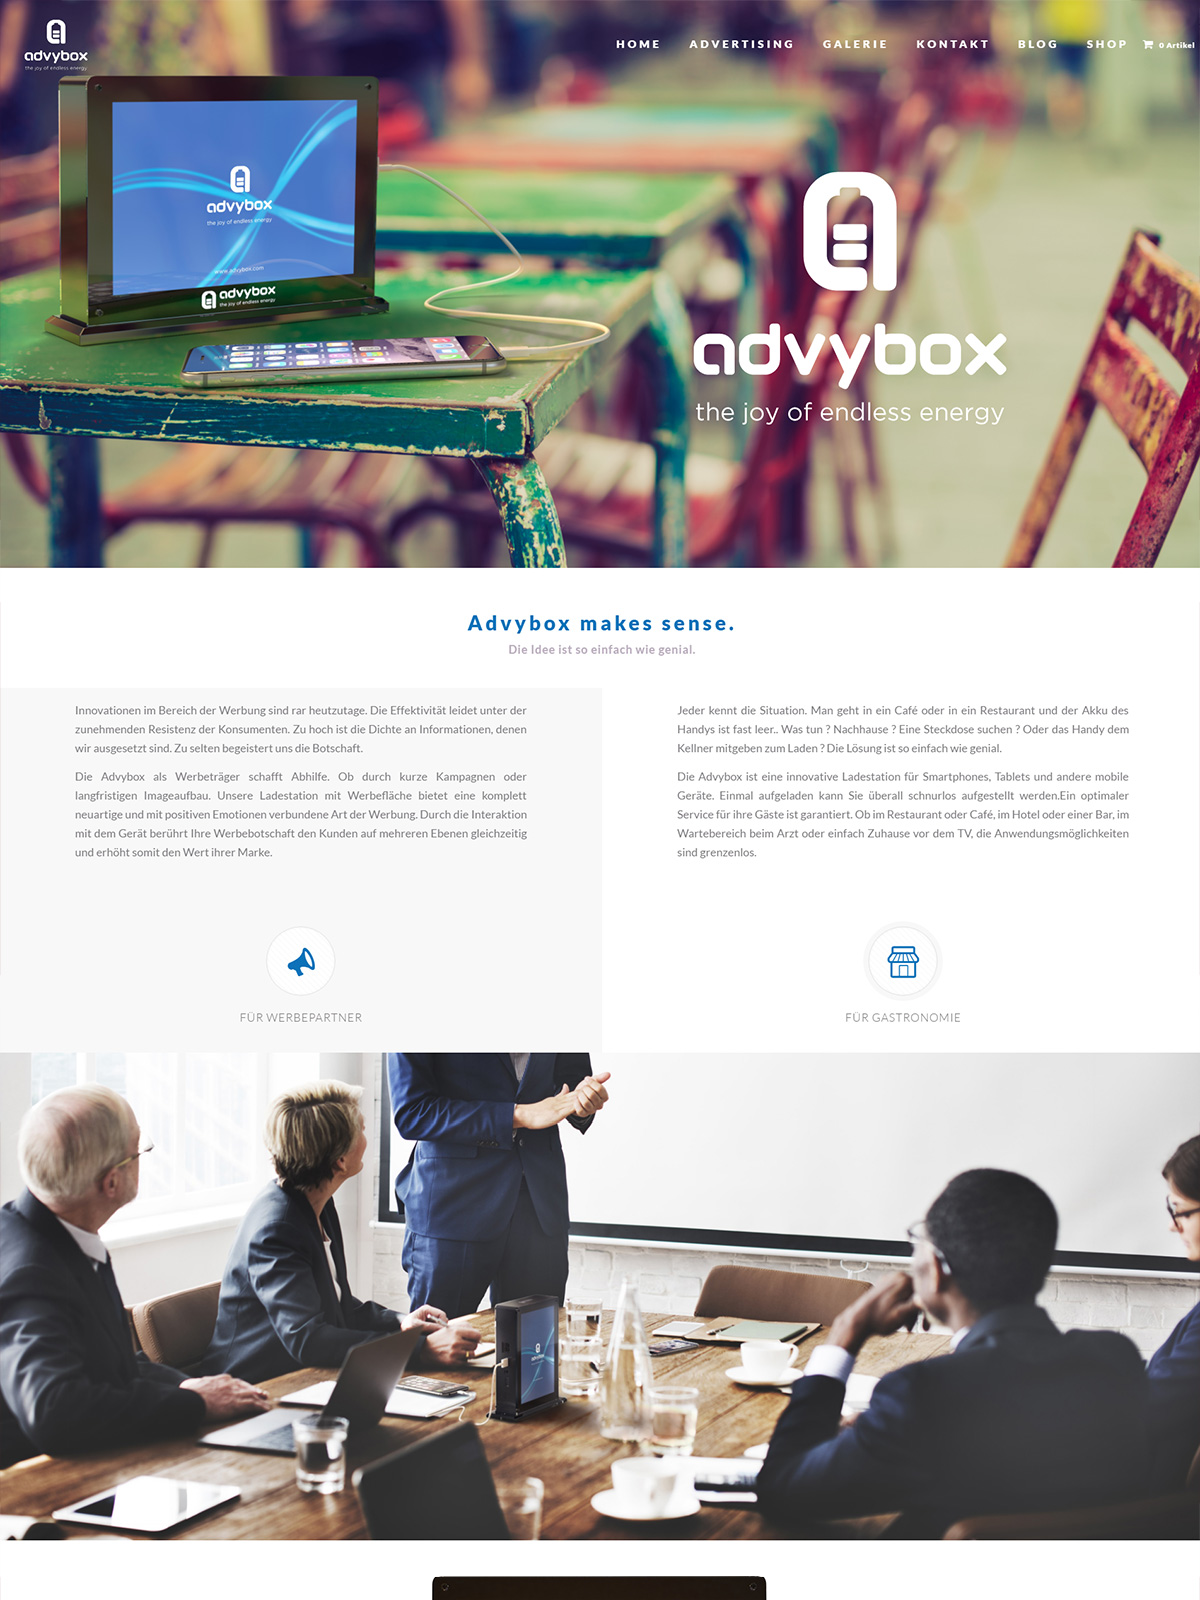 advybox
the joy of endless energy
HOME ADVERTISING GALERIE KONTAKT BLOG SHOP 0 Artikel
advybox
the joy of endless energy
www.advybox.com
advybox
the joy of endless energy
advybox
the joy of endless energy
Advybox makes sense.
Die Idee ist so einfach wie genial.
Innovationen im Bereich der Werbung sind rar heutzutage. Die Effektivität leidet unter der
zunehmenden Resistenz der Konsumenten. Zu hoch ist die Dichte an Informationen, denen
wir ausgesetzt sind. Zu selten begeistert uns die Botschaft.
Die Advybox als Werbeträger schafft Abhilfe. Ob durch kurze Kampagnen oder
langfristigen Imageaufbau. Unsere Ladestation mit Werbefläche bietet eine komplett
neuartige und mit positiven Emotionen verbundene Art der Werbung. Durch die Interaktion
mit dem Gerät berührt Ihre Werbebotschaft den Kunden auf mehreren Ebenen gleichzeitig
und erhöht somit den Wert ihrer Marke.
FÜR WERBEPARTNER
Jeder kennt die Situation. Man geht in ein Café oder in ein Restaurant und der Akku des
Handys ist fast leer.. Was tun ? Nachhause ? Eine Steckdose suchen ? Oder das Handy dem
Kellner mitgeben zum Laden ? Die Lösung ist so einfach wie genial.
Die Advybox ist eine innovative Ladestation für Smartphones, Tablets und andere mobile
Geräte. Einmal aufgeladen kann Sie überall schnurlos aufgestellt werden.Ein optimaler
Service für ihre Gäste ist garantiert. Ob im Restaurant oder Café, im Hotel oder einer Bar, im
Wartebereich beim Arzt oder einfach Zuhause vor dem TV, die Anwendungsmöglichkeiten
sind grenzenlos.
FÜR GASTRONOMIE